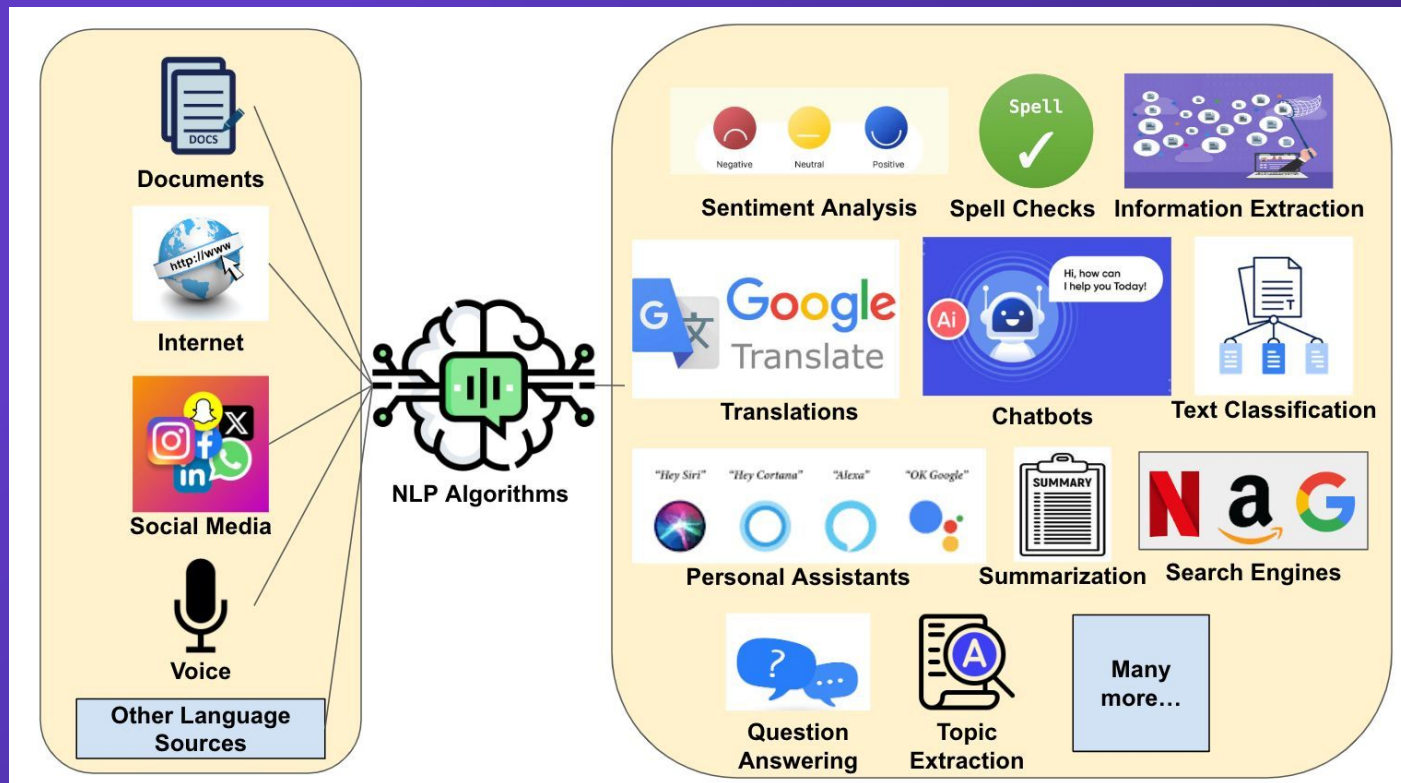 DOCS
Documents
http://www
Internet
in
Social Media
Voice
Other Language
Sources
NLP Algorithms
Negative
Neutral
Positive
Sentiment Analysis
Spell
Spell Checks
Information Extraction
G 文
Google
Translate
Translations
Ai
Hi, how can
I help you Today!
Chatbots
T
Text Classification
"Hey Siri"
"Hey Cortana"
"Alexa"
"OK Google"
Personal Assistants
SUMMARY
Summarization
N a G
Search Engines
?
Question
Answering
A
Topic
Extraction
Many
more…